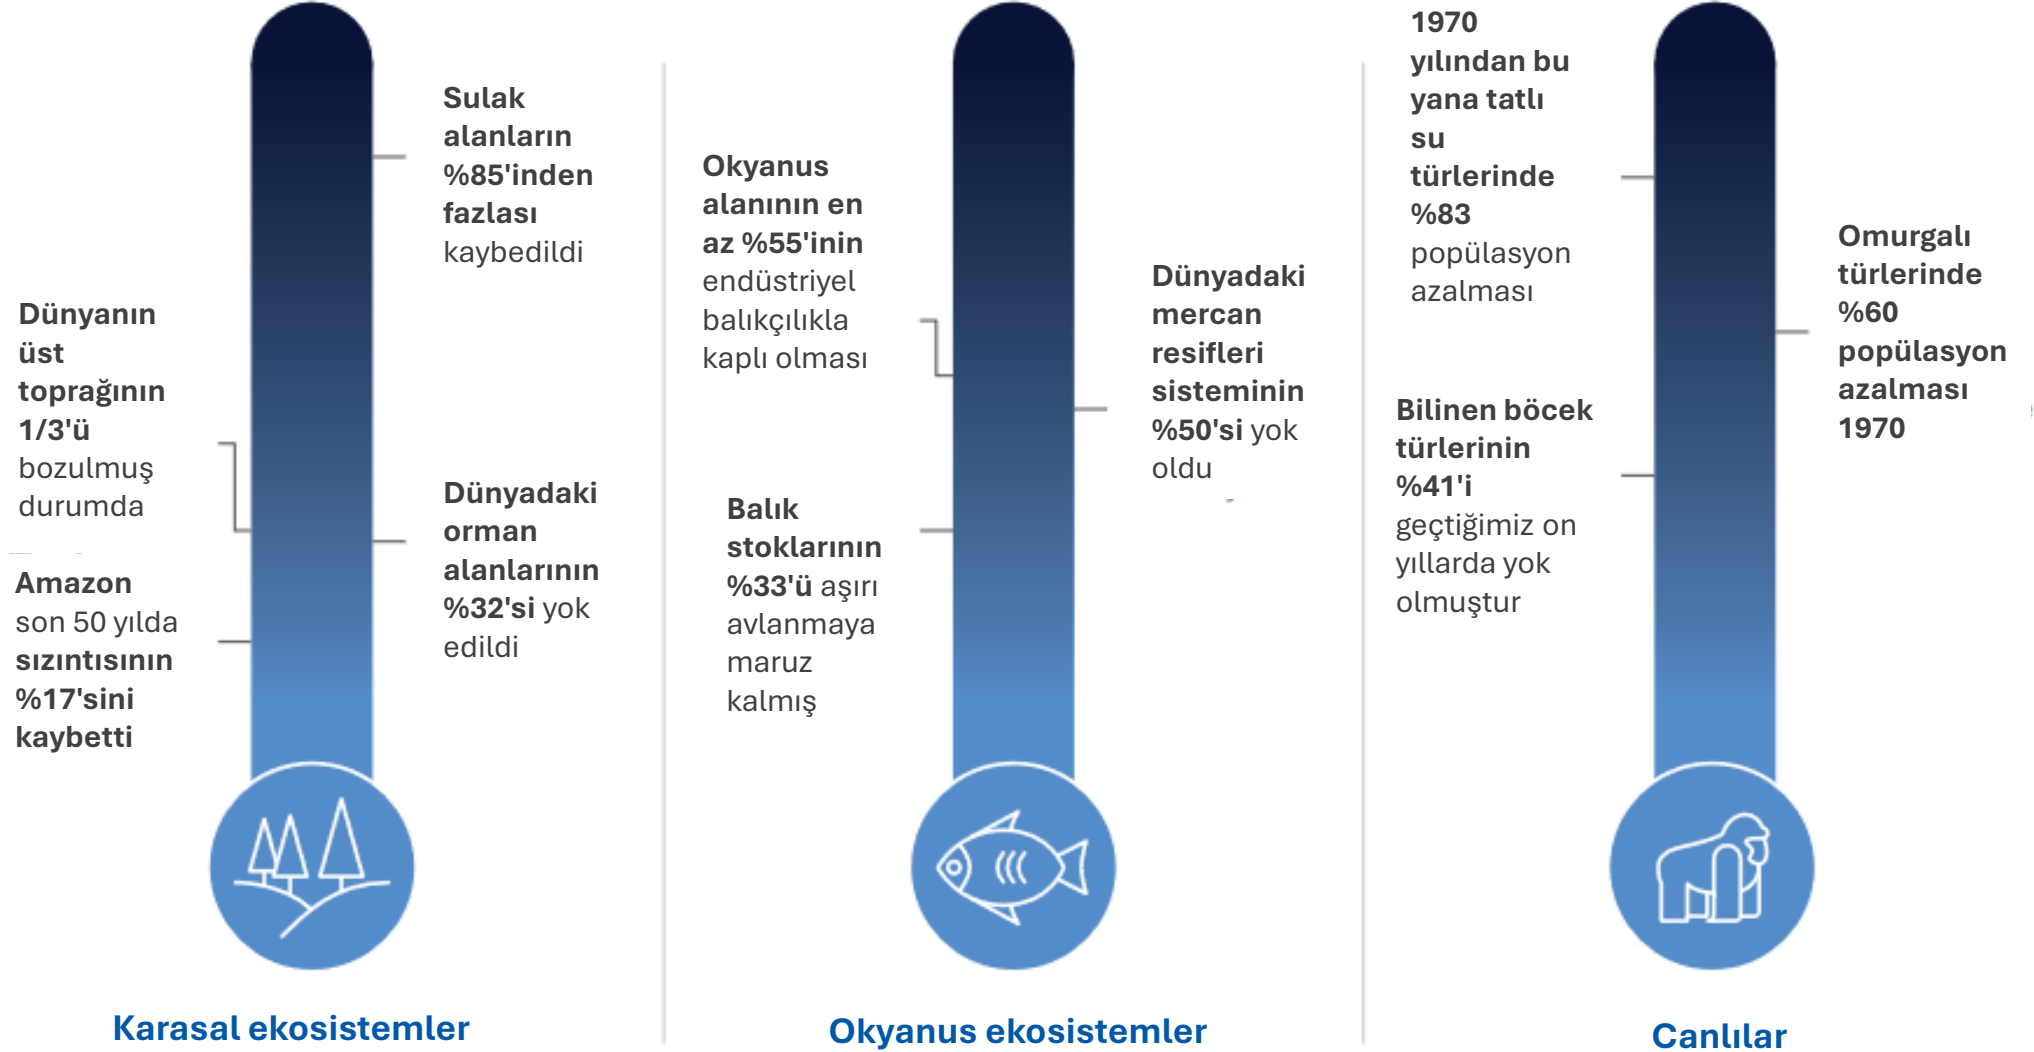 Sulak
alanların
%85'inden
fazlası
kaybedildi
Dünyanın
üst
toprağının
1/3'ü
bozulmuş
durumda
Dünyadaki
orman
alanlarının
%32'si yok
edildi
Amazon
son 50 yılda
sızıntısının
%17'sini
kaybetti
Karasal ekosistemler
Okyanus
alanının en
az %55'inin
endüstriyel
balıkçılıkla
kaplı olması
Dünyadaki
mercan
resifleri
sisteminin
%50'si yok
oldu
Balık
stoklarının
%33'ü aşırı
avlanmaya
maruz
kalmış
Okyanus ekosistemler
1970
yılından bu
yana tatlı
su
türlerinde
%83
popülasyon
azalması
Omurgalı
türlerinde
%60
popülasyon
azalması
1970
Bilinen böcek
türlerinin
%41'i
geçtiğimiz on
yıllarda yok
olmuştur
Canlılar